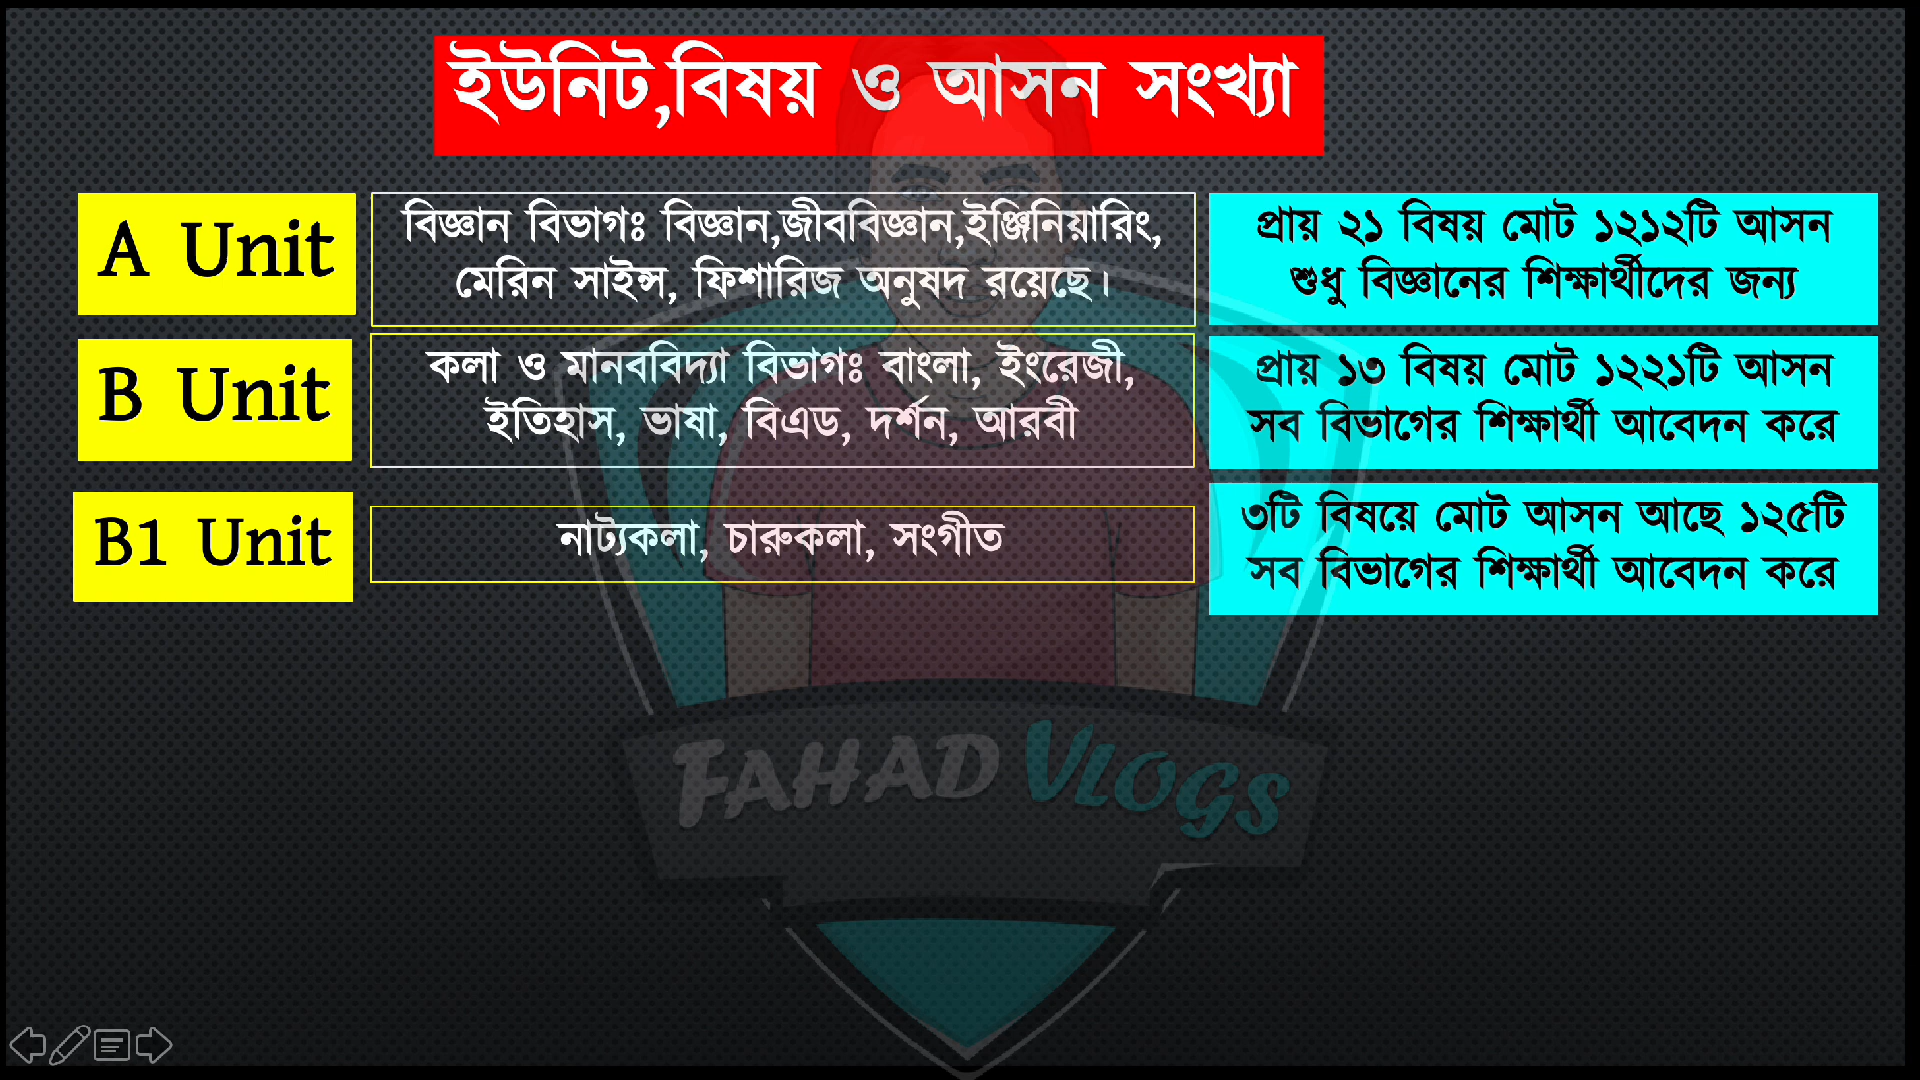 ইউনিট,বিষয় ও আসন সংখ্যা
A Unit
বিজ্ঞান বিভাগঃ বিজ্ঞান,জীববিজ্ঞান,ইঞ্জিনিয়ারিং,
মেরিন সাইন্স, ফিশারিজ অনুষদ রয়েছে।
প্রায় ২১ বিষয় মোট ১২১২টি আসন
শুধু বিজ্ঞানের শিক্ষার্থীদের জন্য
B Unit
কলা ও মানববিদ্যা বিভাগঃ বাংলা, ইংরেজী,
ইতিহাস, ভাষা, বিএড, দর্শন, আরবী
প্রায় ১৩ বিষয় মোট ১২২১টি আসন
সব বিভাগের শিক্ষার্থী আবেদন করে
B1 Unit
নাট্যকলা, চারুকলা, সংগীত
৩টি বিষয়ে মোট আসন আছে ১২৫টি
সব বিভাগের শিক্ষার্থী আবেদন করে
FAHAD VLOGS